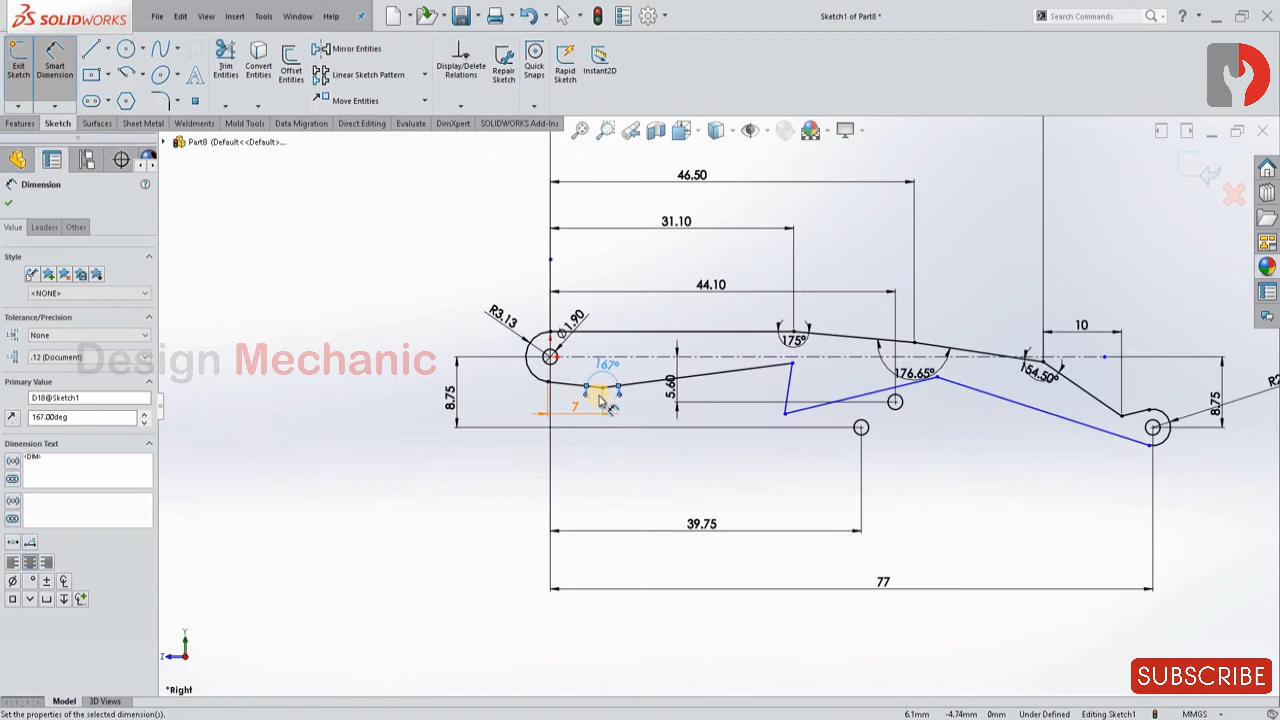 SOLIDWORKS
File
Edit
View
Insert
Tools
Window
Help
Sketch1 of Part8 *
Search Commands
Exit Sketch
Smart Dimension
Trim Entities
Convert Entities
Offset Entities
Mirror Entities
Linear Sketch Pattern
Move Entities
Display/Delete Relations
Repair Sketch
Quick Snaps
Rapid Sketch
Instant2D
Features
Sketch
Surfaces
Sheet Metal
Weldments
Mold Tools
Data Migration
Direct Editing
Evaluate
DimXpert
SOLIDWORKS Add-Ins
Part8 (Default<<Default>...
Dimension
Value
Leaders
Other
Style
<NONE>
Tolerance/Precision
None
.12 (Document)
Primary Value
D18@Sketch1
167.00deg
Dimension Text
<DIM>
46.50
31.10
44.10
R3.13
∅1.90
175°
10
167°
176.65°
154.50°
5.60
8.75
7
8.75
39.75
77
Design Mechanic
Y
Z
*Right
SUBSCRIBE
Model
3D Views
Set the properties of the selected dimension(s).
6.1mm
-4.74mm
0mm
Under Defined
Editing Sketch1
MMGS